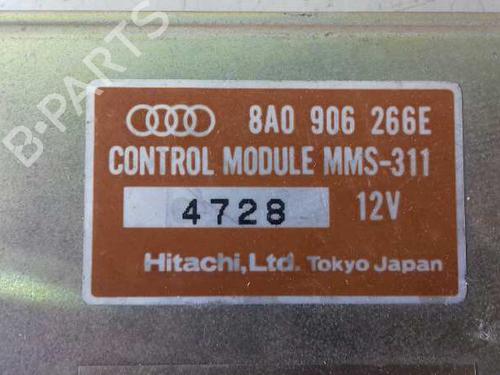 B-PARTS
8A0 906 266E
CONTROL MODULE MMS-311
4728 12V
Hitachi, Ltd. Tokyo Japan